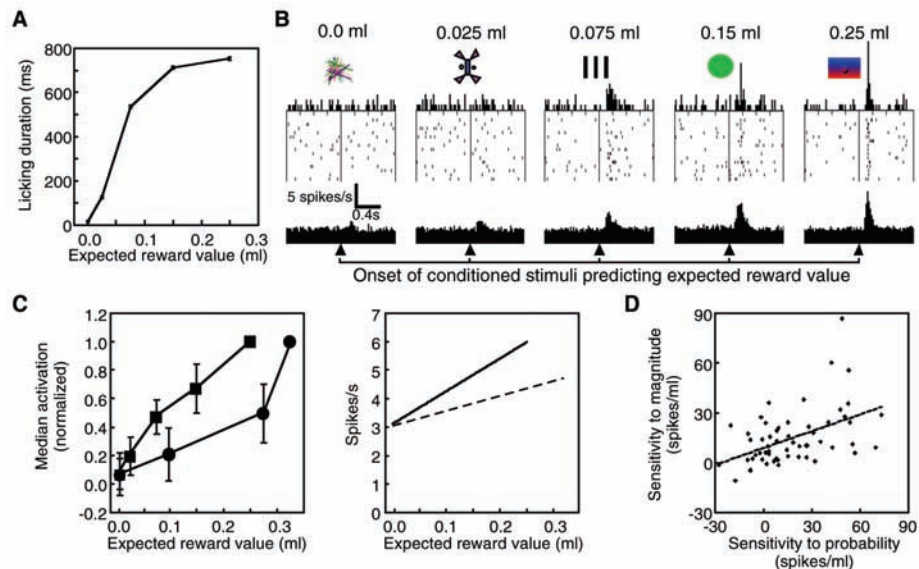 A
Licking duration (ms)
800
600
400
200
0
0.0 0.1 0.2 0.3
Expected reward value (ml)
B
0.0 ml 0.025 ml 0.075 ml 0.15 ml 0.25 ml
5 spikes/s
0.4s
Onset of conditioned stimuli predicting expected reward value
C
Median activation
(normalized)
1.2
1.0
0.8
0.6
0.4
0.2
0.0
-0.2
0.0 0.1 0.2 0.3
Expected reward value (ml)
Spikes/s
7
6
5
4
3
2
1
0
0.0 0.1 0.2 0.3
Expected reward value (ml)
D
Sensitivity to magnitude
(spikes/ml)
90
60
30
0
-30
-30 0 30 60 90
Sensitivity to probability
(spikes/ml)